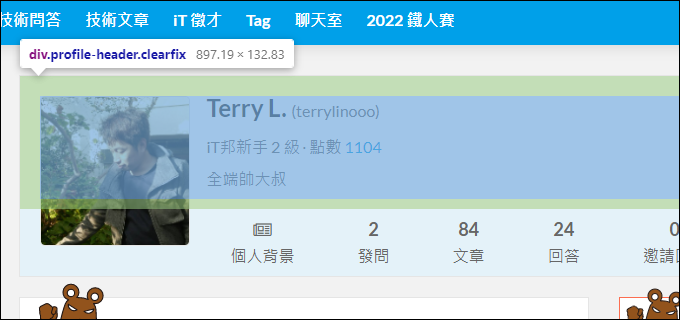 技術問答 技術文章 iT 徵才 Tag 聊天室 2022 鐵人賽
div.profile-header.clearfix 897.19 × 132.83
Terry L. (terrylinooo)
iT邦新手 2 級 · 點數 1104
全端帥大叔
2 84 24 0
個人背景 發問 文章 回答 邀請